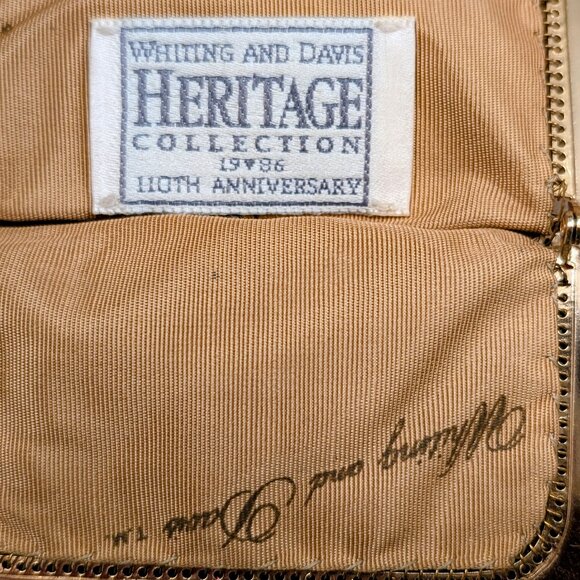 WHITING AND DAVIS
HERITAGE
COLLECTION
19♥86
110TH ANNIVERSARY
Whiting and Davis T.M.